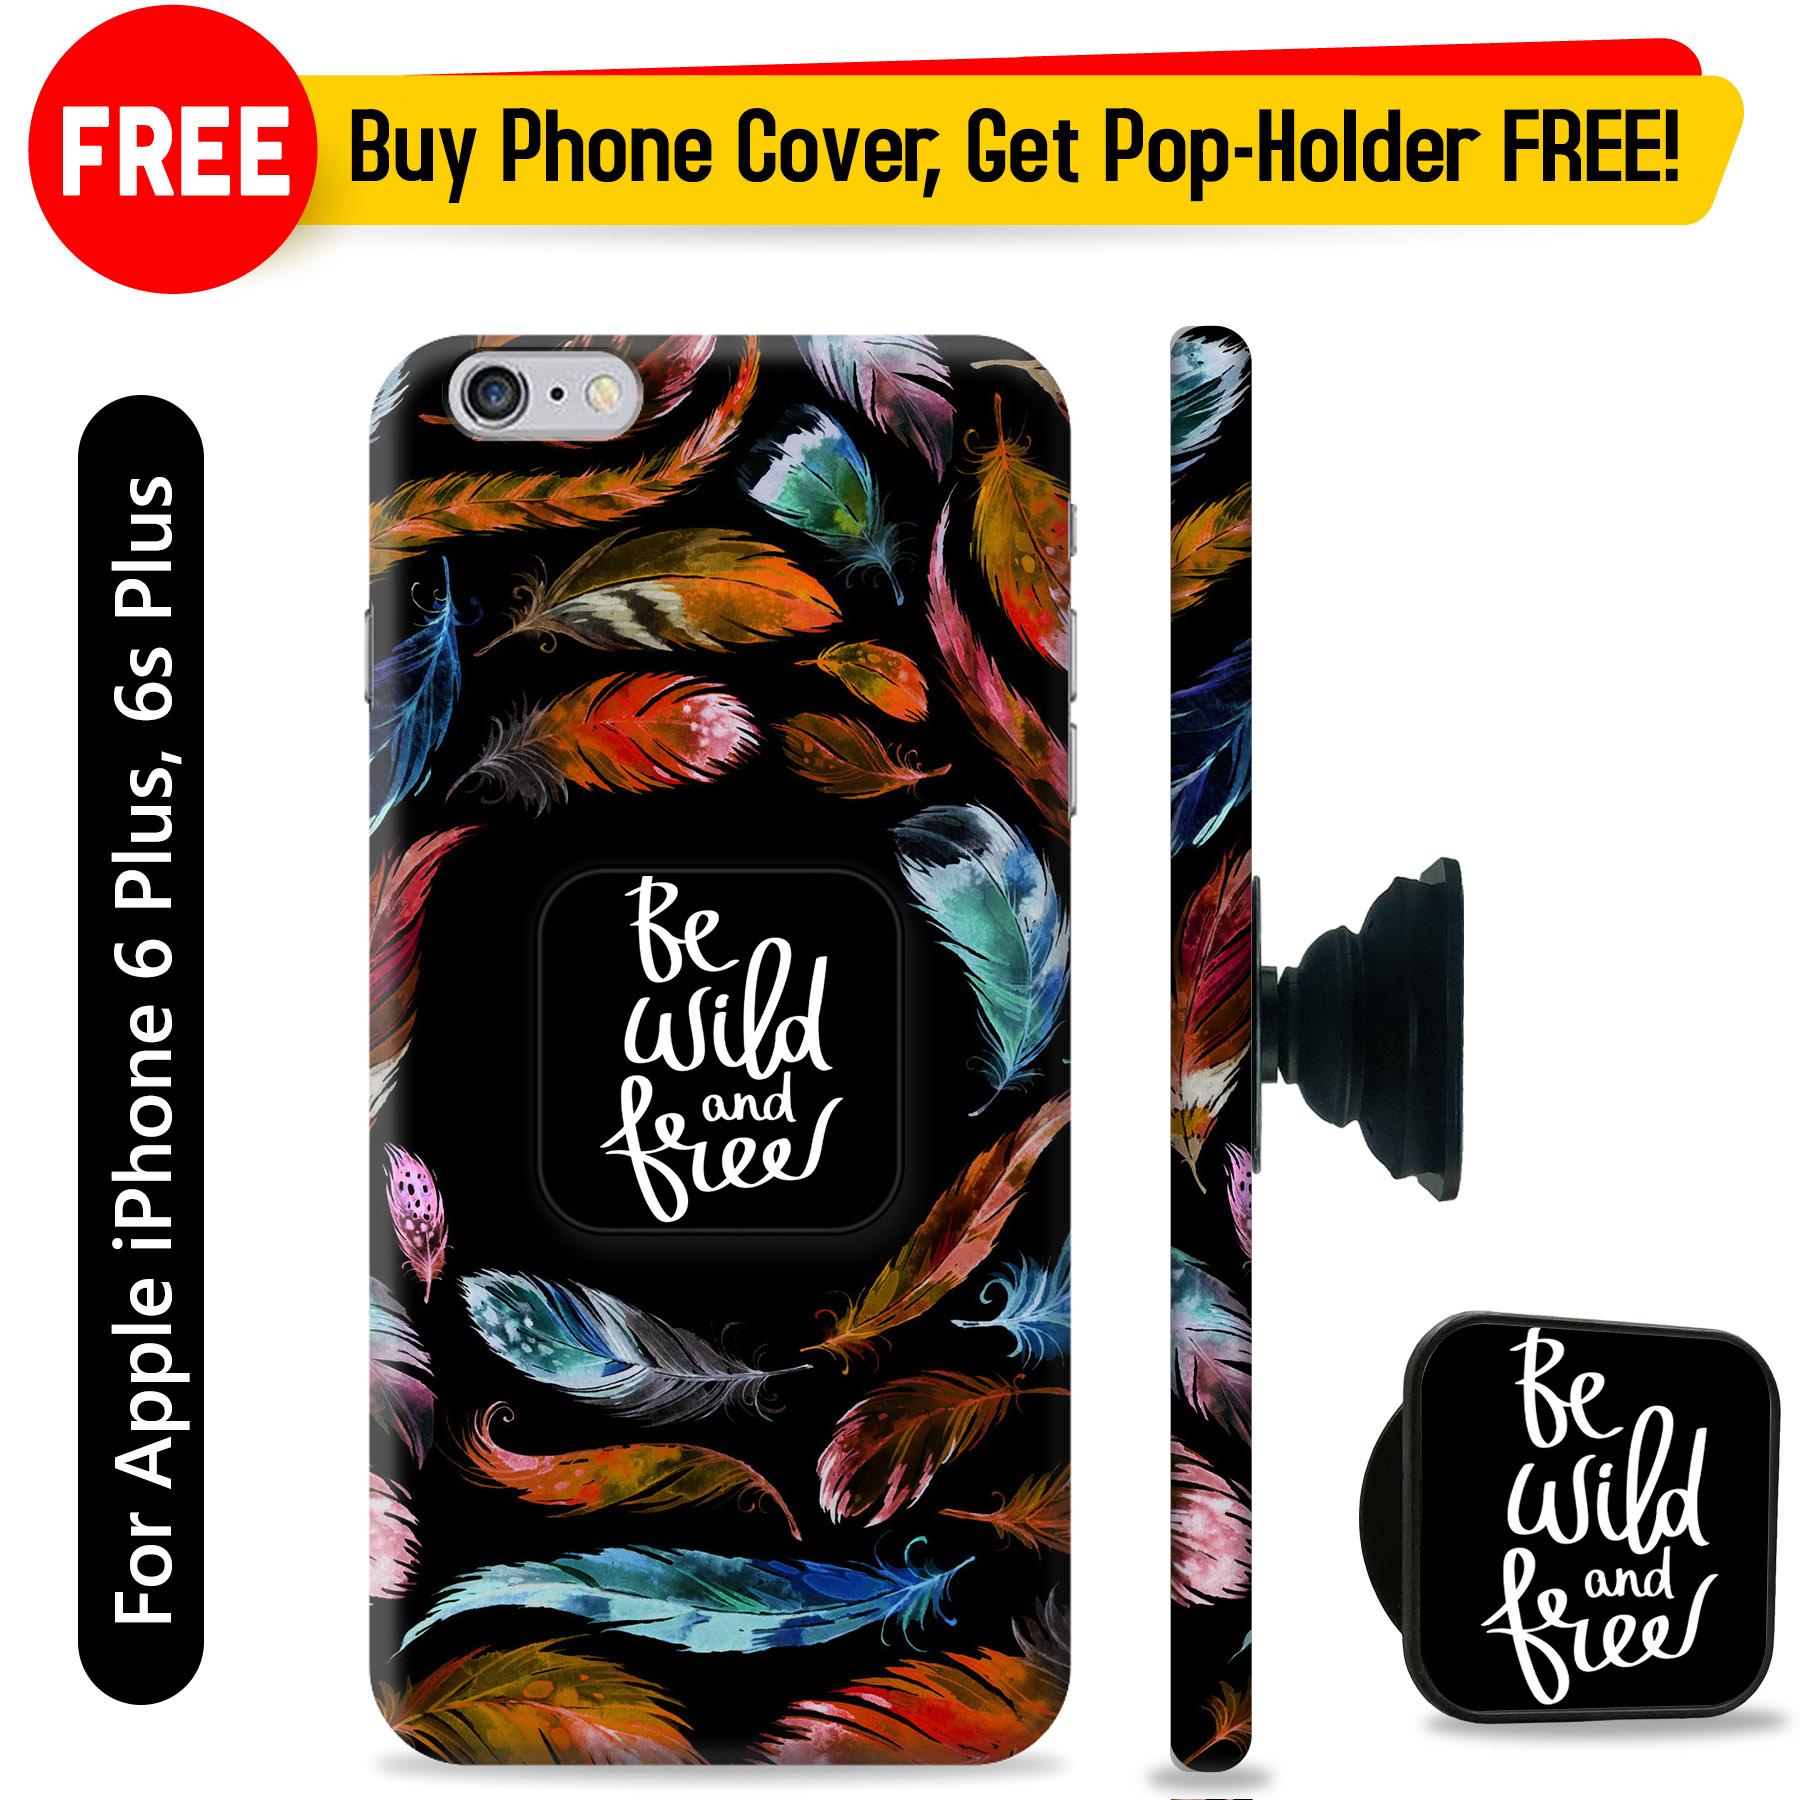 FREE
Buy Phone Cover, Get Pop-Holder FREE!
For Apple iPhone 6 Plus, 6s Plus
Be
wild
and
free
Be
wild
and
free